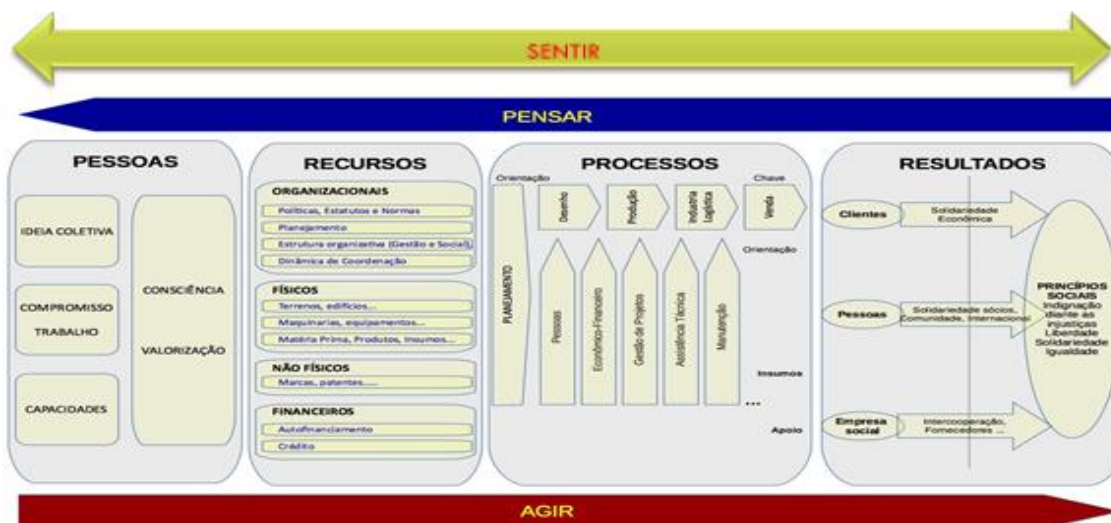 SENTIR
PENSAR
PESSOAS
IDEIA COLETIVA
COMPROMISSO
TRABALHO
CAPACIDADES
CONSCIÊNCIA
VALORIZAÇÃO
RECURSOS
ORGANIZACIONAIS
Políticas, Estatutos e Normas
Planejamento
Estrutura organizativa (Gestão e Social),
Dinâmica de Coordenação
FÍSICOS
Terrenos, edifícios...
Maquinarias, equipamentos...
Matéria Prima, Produtos, Insumos...
NÃO FÍSICOS
Marcas, patentes.....
FINANCEIROS
Autofinanciamento
Crédito
PROCESSOS
Orientação
Chave
PLANEJAMENTO
Desenho
Produção
Industria
Logística
Venda
Orientação
Pessoas
Econômico-Financeiro
Gestão de Projetos
Assistência Técnica
Manutenção
Insumos
...
Apoio
RESULTADOS
Clientes
Solidariedade
Econômica
Pessoas
Solidariedade sócios,
Comunidade, Internacional
Empresa
social
Intercooperação,
Fornecedores ...
PRINCÍPIOS
SOCIAIS
Indignação
diante as
injustiças
Liberdade
Solidariedade
Igualdade
AGIR